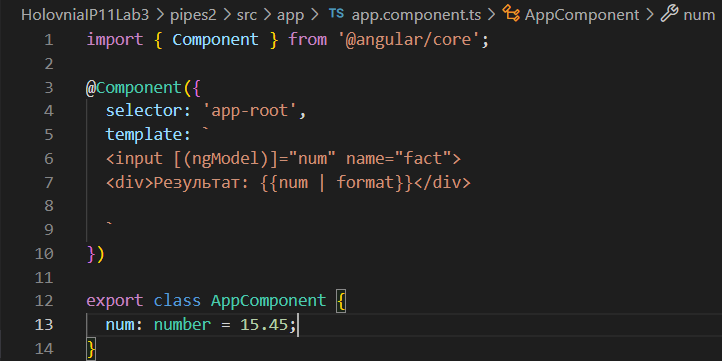 HolovniaIP11Lab3 > pipes2 > src > app > TS app.component.ts > AppComponent > num
1 import { Component } from '@angular/core';
2
3 @Component({
4 selector: 'app-root',
5 template: `
6 <input [(ngModel)]="num" name="fact">
7 <div>Результат: {{num | format}}</div>
8
9 `
10 })
11
12 export class AppComponent {
13 num: number = 15.45;
14 }